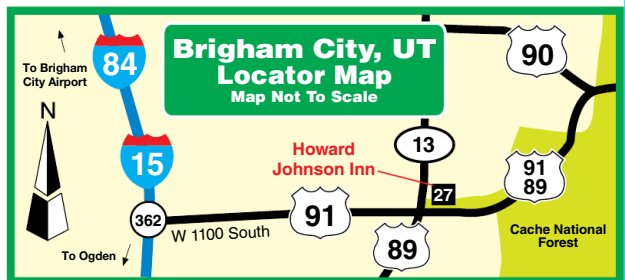 Brigham City, UT
Locator Map
Map Not To Scale
To Brigham
City Airport
84
90
N
15
13
Howard
Johnson Inn
27
91
89
362
W 1100 South
91
89
Cache National
Forest
To Ogden